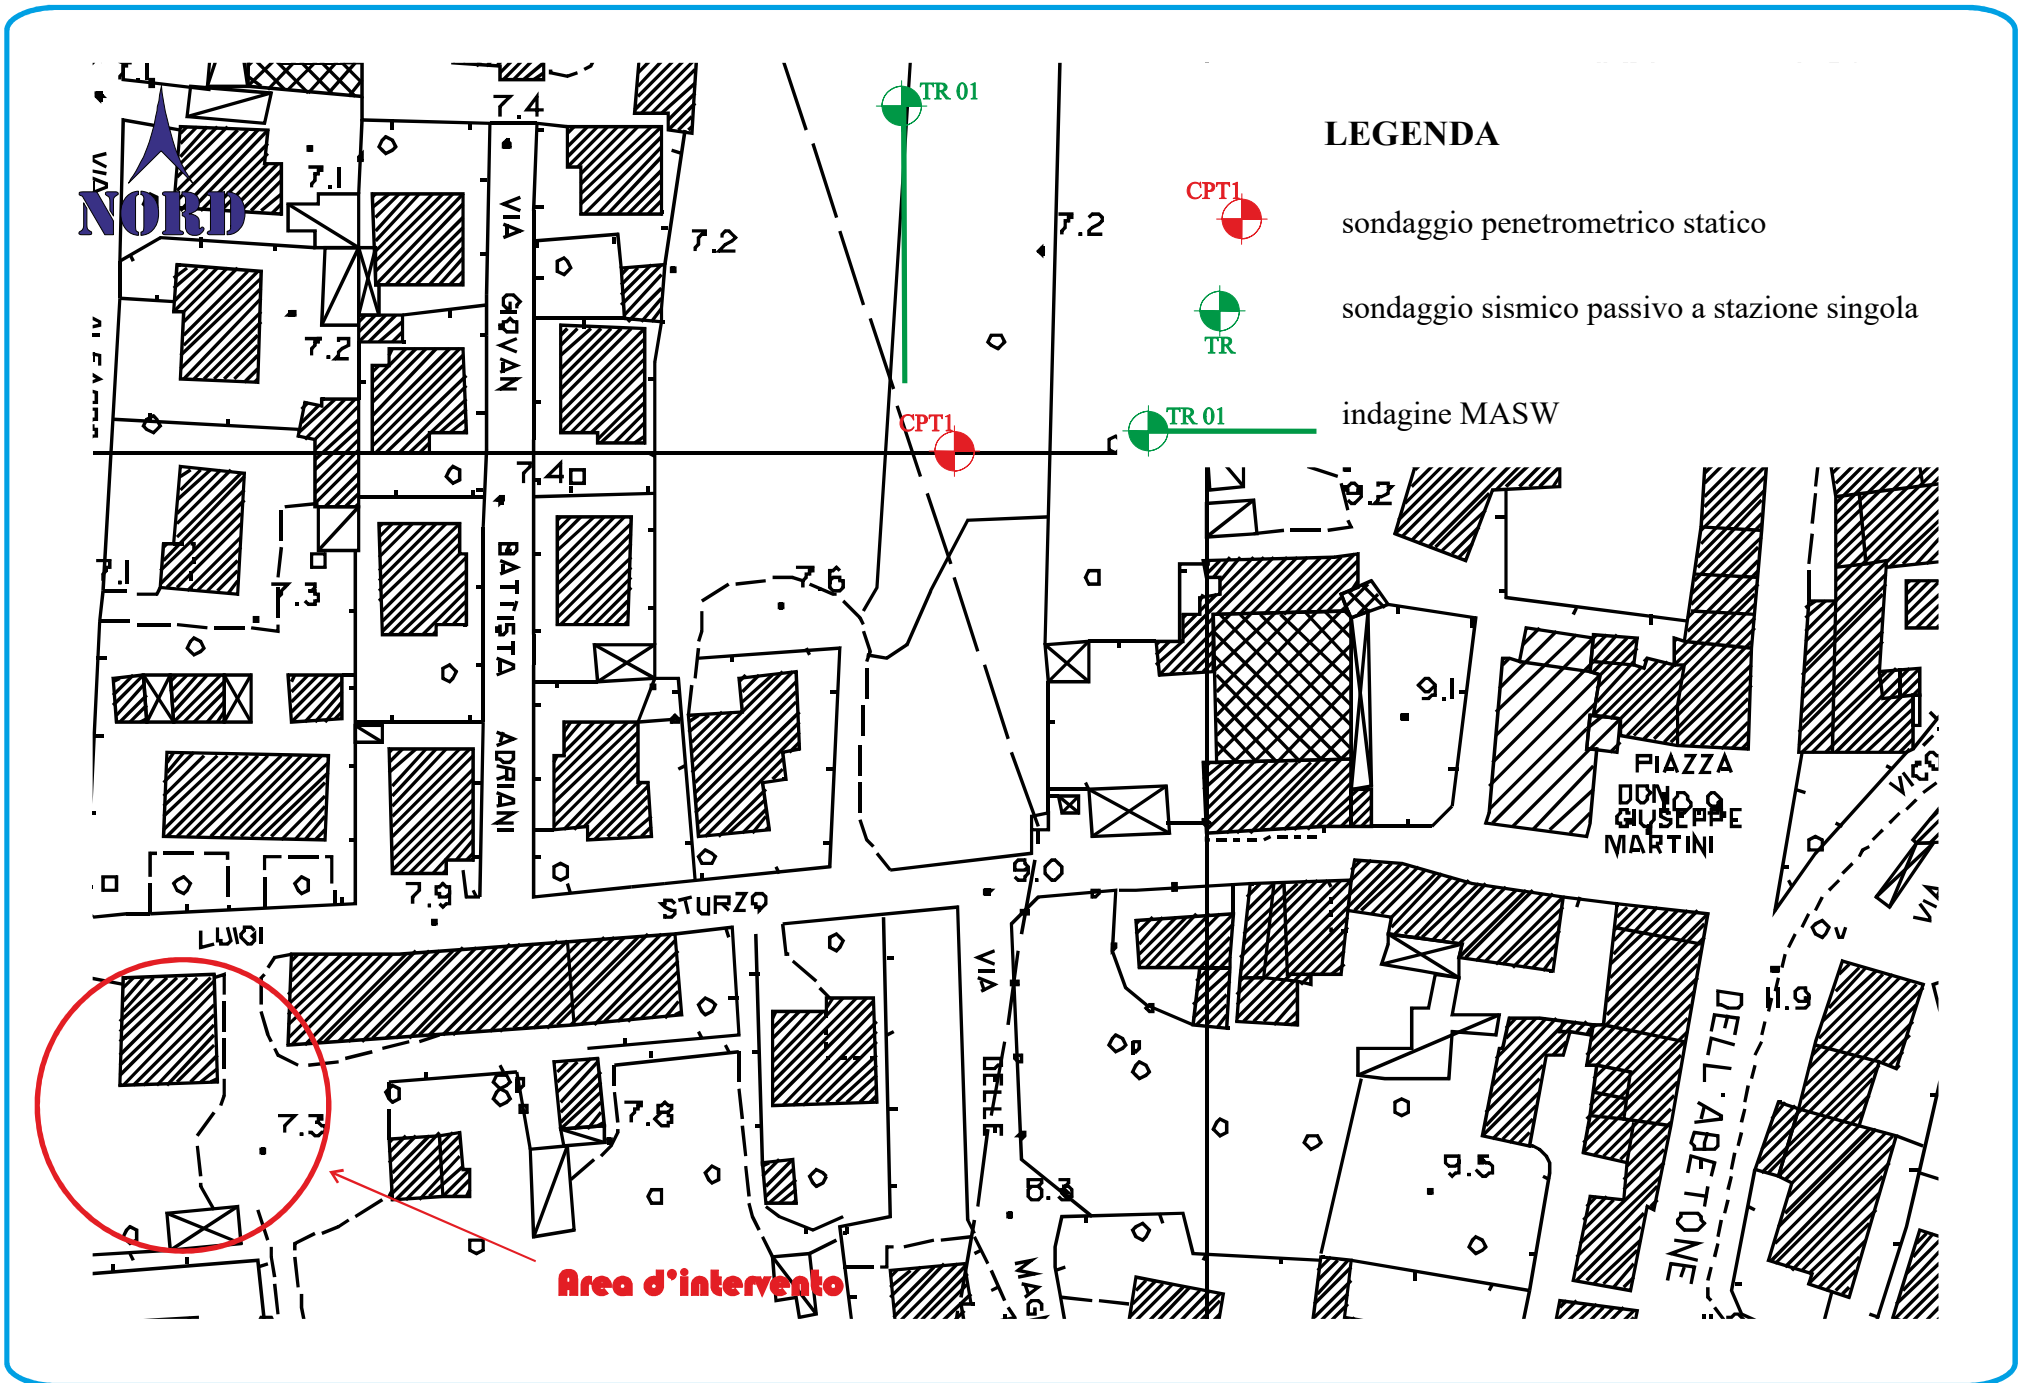 7.4
TR 01
LEGENDA
CPT1
sondaggio penetrometrico statico
7.1
NORD
VIA
7.2
7.2
sondaggio sismico passivo a stazione singola
TR
GIOVAN
7.2
CPT1
TR 01
indagine MASW
7.4
9.2
7.1
7.3
BATTISTA
7.6
9.1
ADRIANI
PIAZZA
DON
GIUSEPPE
MARTINI
VICO
9.0
7.9
STURZO
LUIGI
VIA
VIA
11.9
DELL'ABETONE
7.3
7.8
DELLE
9.5
8.3
MAG
Area d'intervento